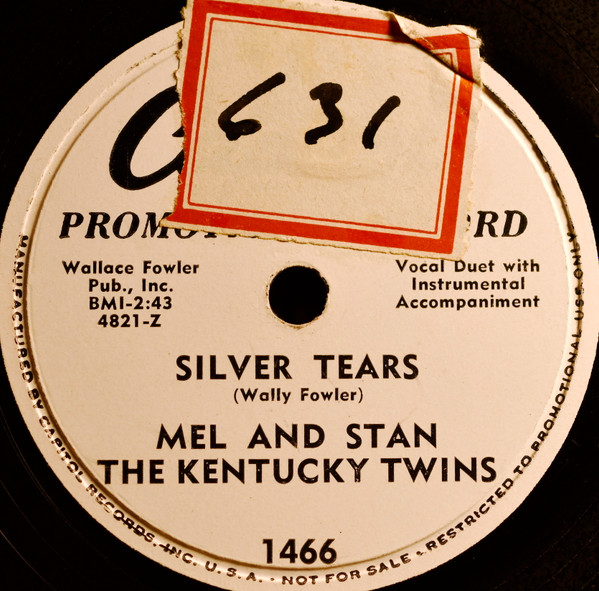 631
Wallace Fowler
Pub., Inc.
BMI-2:43
4821-Z
Vocal Duet with
Instrumental
Accompaniment
SILVER TEARS
(Wally Fowler)
MEL AND STAN
THE KENTUCKY TWINS
1466
MANUFACTURED BY CAPITOL RECORDS, INC. U. S. A. • NOT FOR SALE • RESTRICTED TO PROMOTIONAL USE ONLY